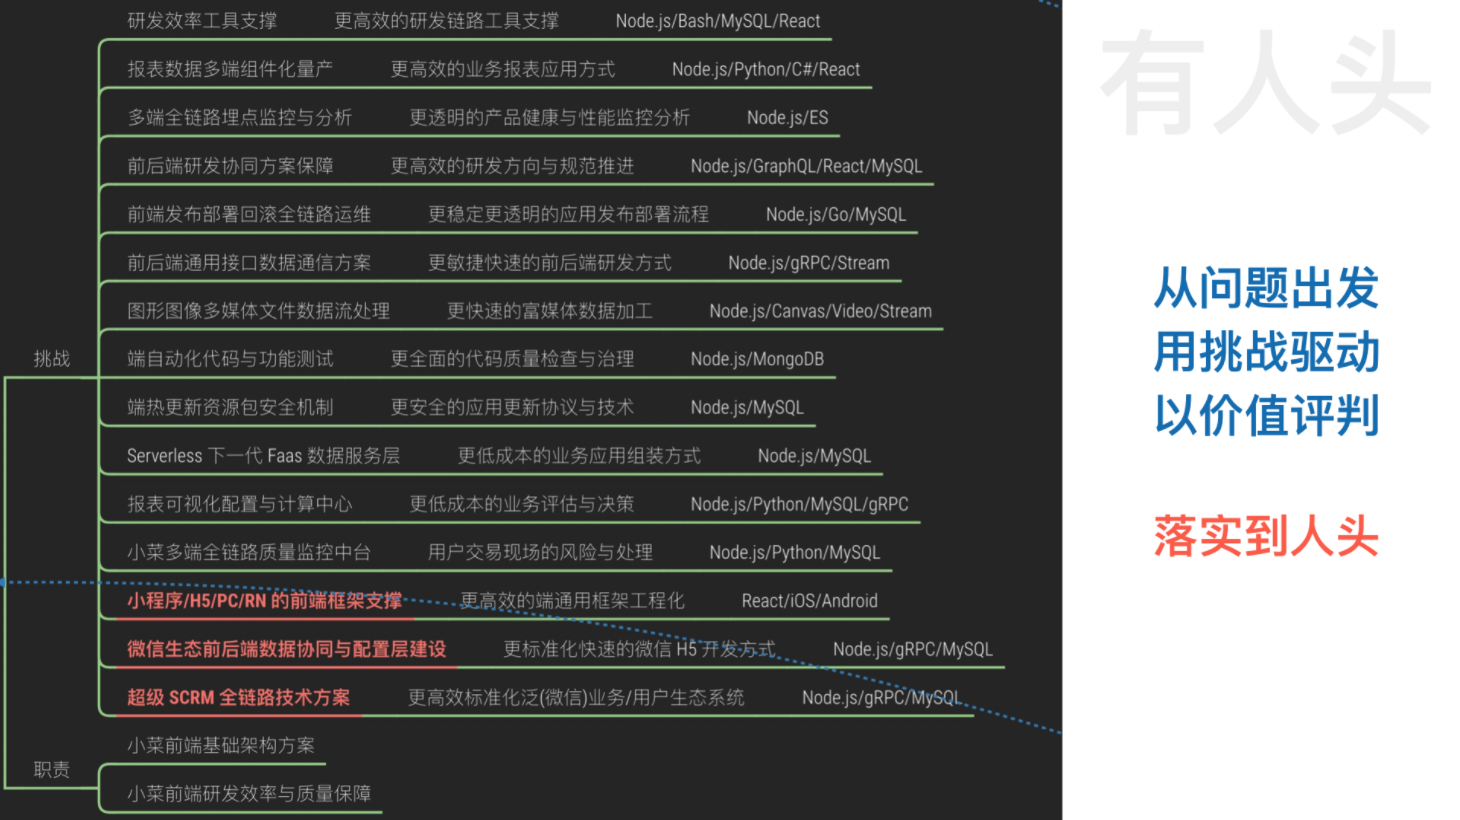 研发效率工具支撑 更高效的研发链路工具支撑 Node.js/Bash/MySQL/React
报表数据多端组件化量产 更高效的业务报表应用方式 Node.js/Python/C#/React
多端全链路埋点监控与分析 更透明的产品健康与性能监控分析 Node.js/ES
前后端研发协同方案保障 更高效的研发方向与规范推进 Node.js/GraphQL/React/MySQL
前端发布部署回滚全链路运维 更稳定更透明的应用发布部署流程 Node.js/Go/MySQL
前后端通用接口数据通信方案 更敏捷快速的前后端研发方式 Node.js/gRPC/Stream
图形图像多媒体文件数据流处理 更快速的富媒体数据加工 Node.js/Canvas/Video/Stream
挑战
端自动化代码与功能测试 更全面的代码质量检查与治理 Node.js/MongoDB
端热更新资源包安全机制 更安全的应用更新协议与技术 Node.js/MySQL
Serverless 下一代 Faas 数据服务层 更低成本的业务应用组装方式 Node.js/MySQL
报表可视化配置与计算中心 更低成本的业务评估与决策 Node.js/Python/MySQL/gRPC
小菜多端全链路质量监控中台 用户交易现场的风险与处理 Node.js/Python/MySQL
小程序/H5/PC/RN 的前端框架支撑 更高效的端通用框架工程化 React/iOS/Android
微信生态前后端数据协同与配置层建设 更标准化快速的微信 H5 开发方式 Node.js/gRPC/MySQL
超级 SCRM 全链路技术方案 更高效标准化泛(微信)业务/用户生态系统 Node.js/gRPC/MySQL
小菜前端基础架构方案
职责
小菜前端研发效率与质量保障
有人头
从问题出发
用挑战驱动
以价值评判
落实到人头